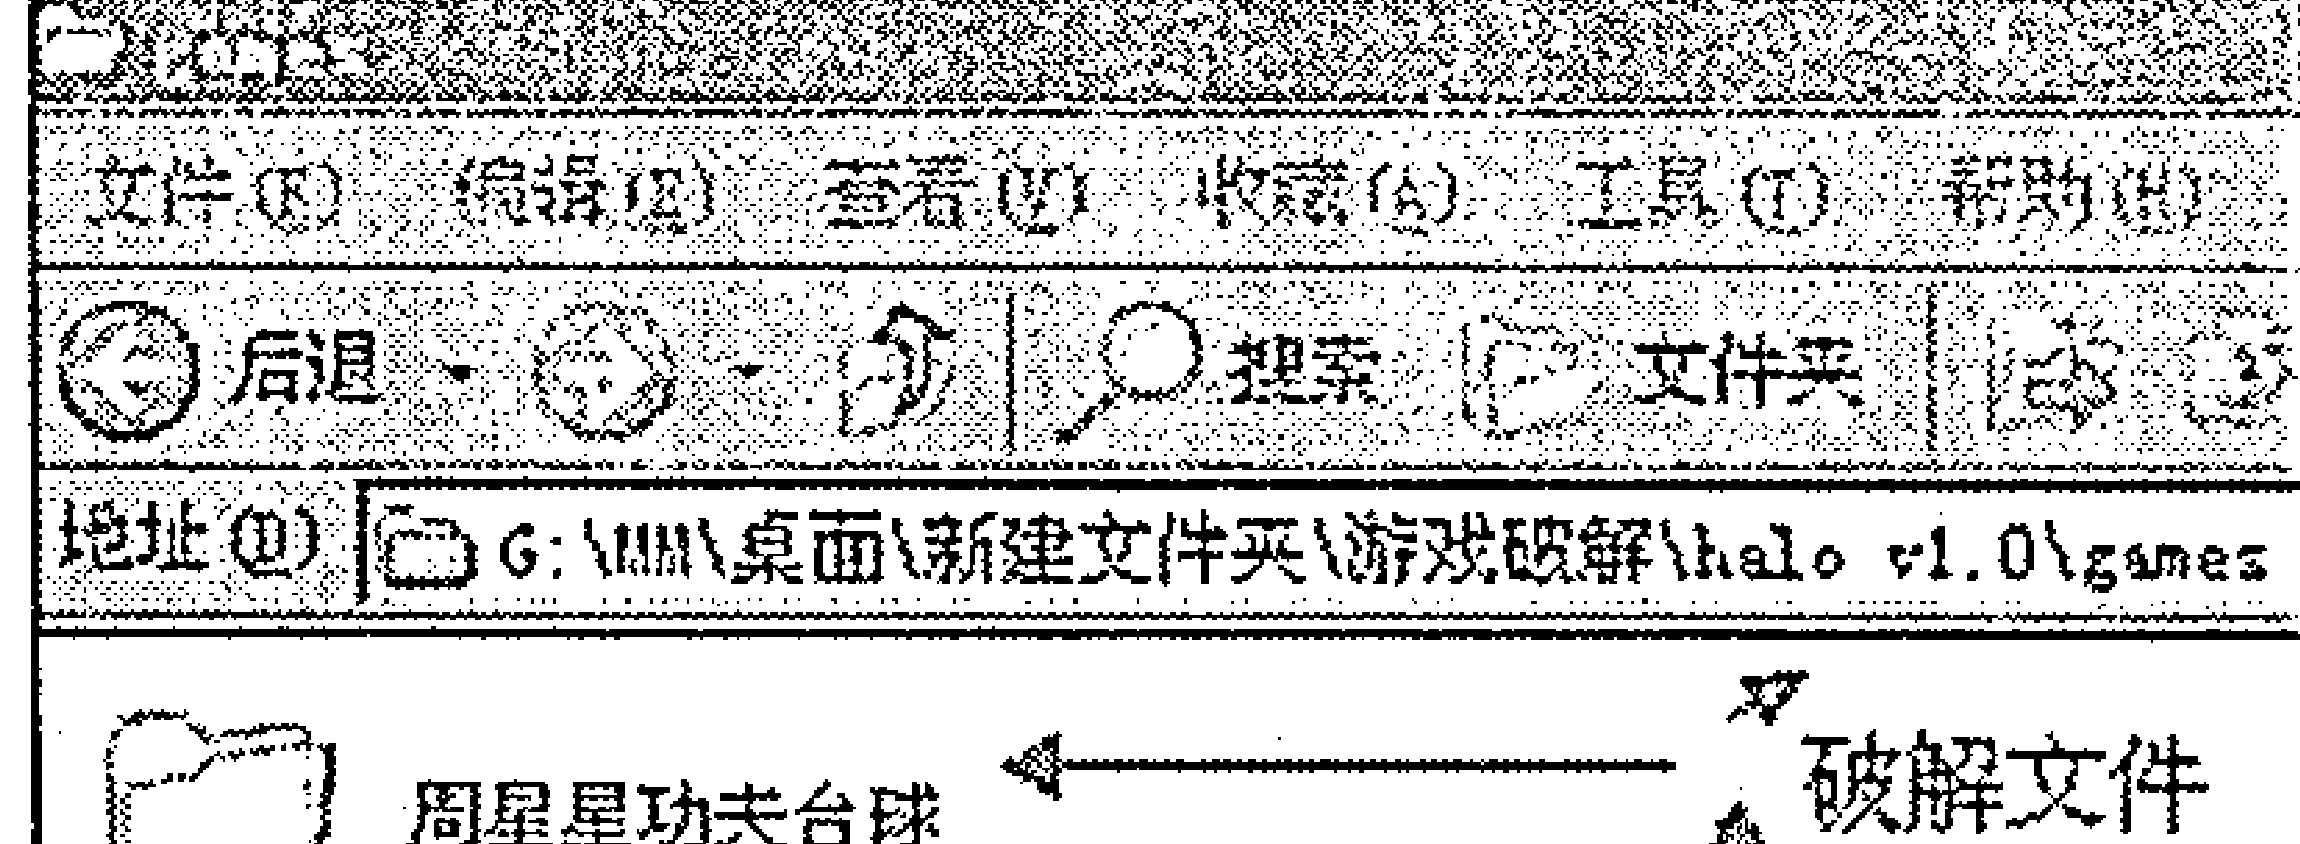 文件(F) 编辑(E) 查看(V) 收藏(A) 工具(T) 帮助(H)
后退 搜索 文件夹
地址(D) G:\MM\桌面\新建文件夹\游戏破解\halo v1.0\games
破解文件
周星星功夫台球